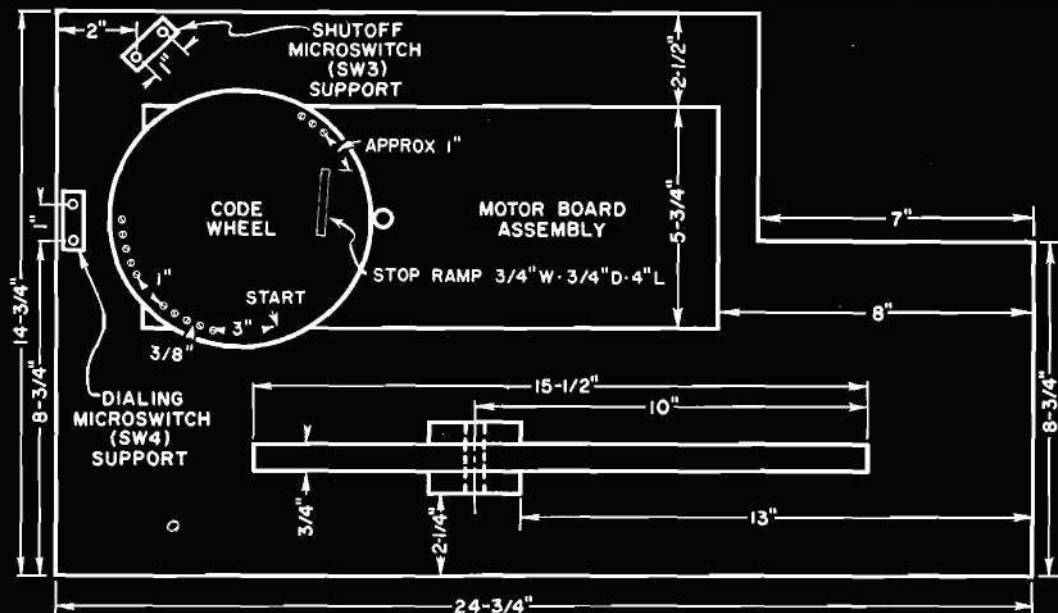 2"
SHUTOFF
MICROSWITCH
(SW3)
SUPPORT
1"
2-1/2"
APPROX 1"
CODE
WHEEL
MOTOR BOARD
ASSEMBLY
5-3/4"
7"
1"
STOP RAMP 3/4"W·3/4"D·4"L
1"
START
3"
3/8"
8"
14-3/4"
8-3/4"
DIALING
MICROSWITCH
(SW4)
SUPPORT
15-1/2"
10"
8-3/4"
3/4"
2-1/4"
13"
24-3/4"